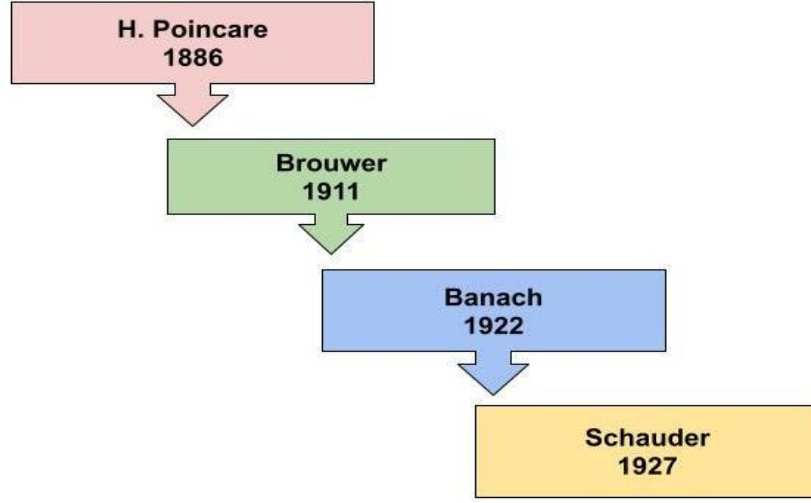 H. Poincare
1886
Brouwer
1911
Banach
1922
Schauder
1927